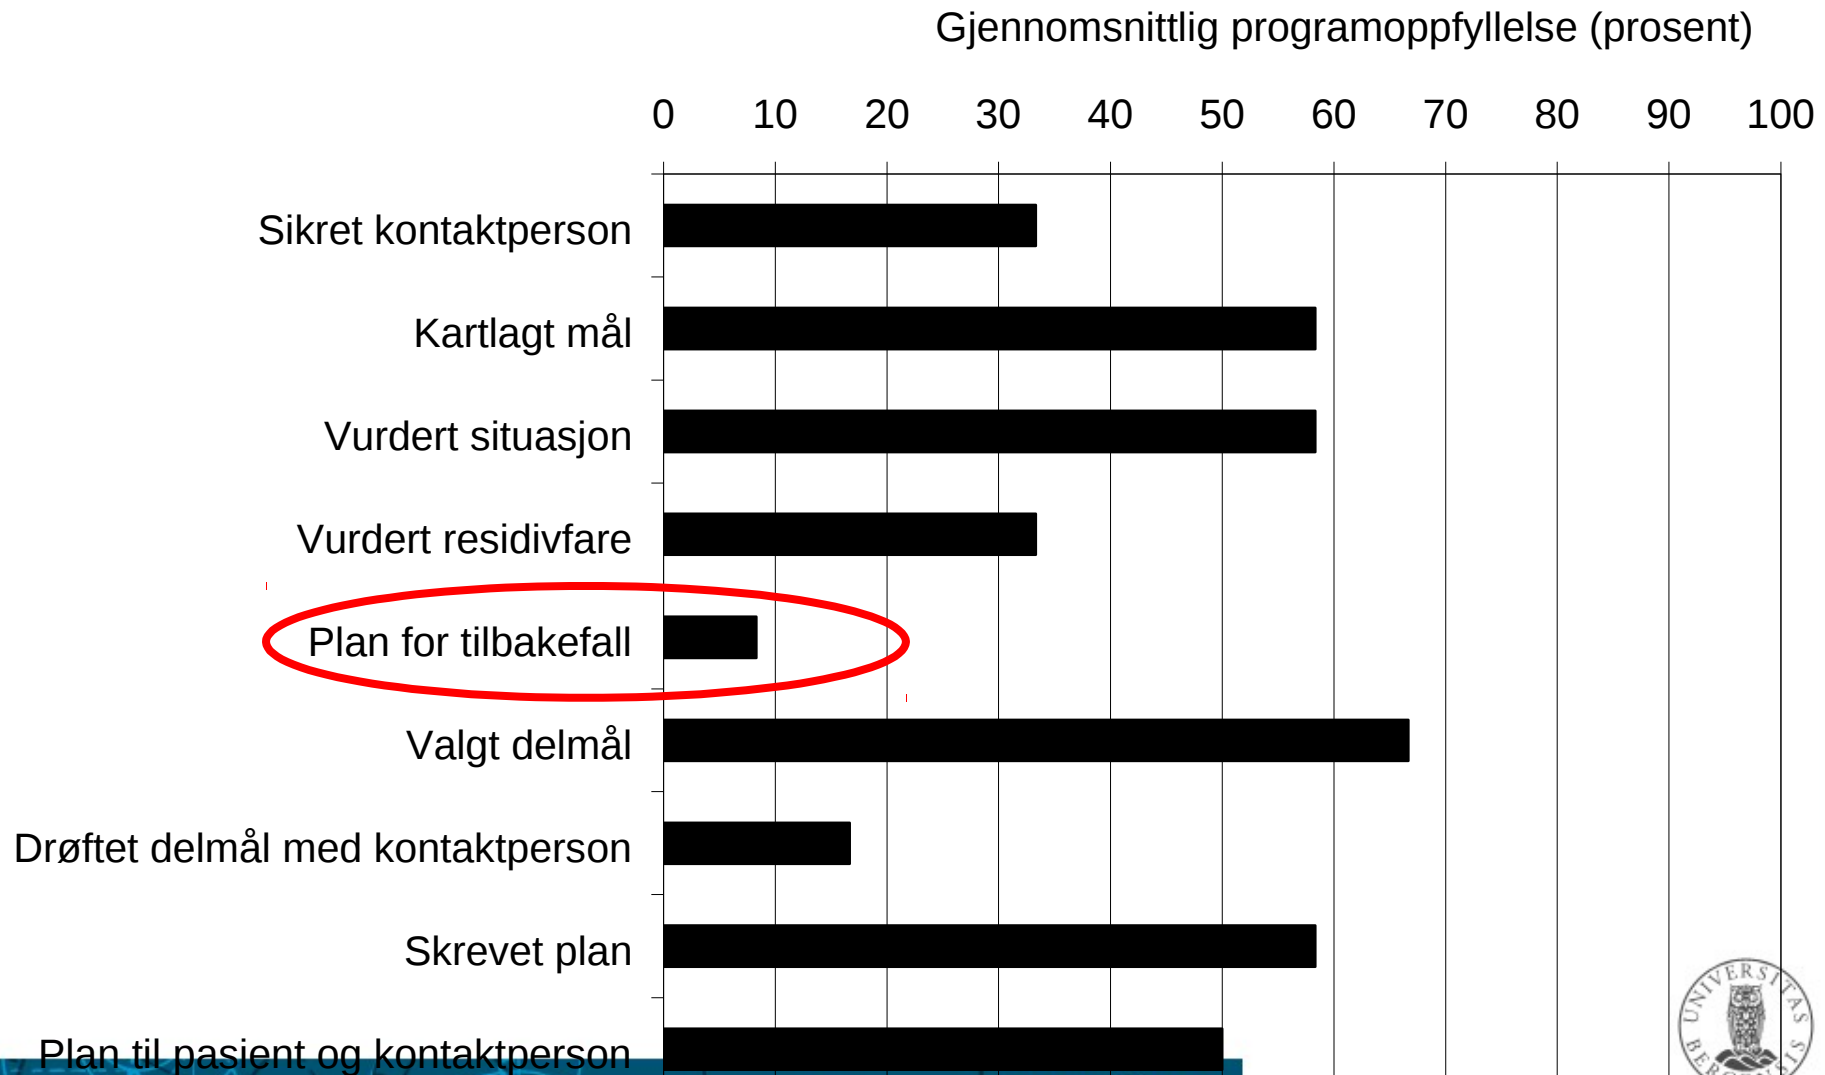 Gjennomsnittlig programoppfyllelse (prosent)
0 10 20 30 40 50 60 70 80 90 100
Sikret kontaktperson
Kartlagt mål
Vurdert situasjon
Vurdert residivfare
Plan for tilbakefall
Valgt delmål
Drøftet delmål med kontaktperson
Skrevet plan
Plan til pasient og kontaktperson
UNIVERSITAS